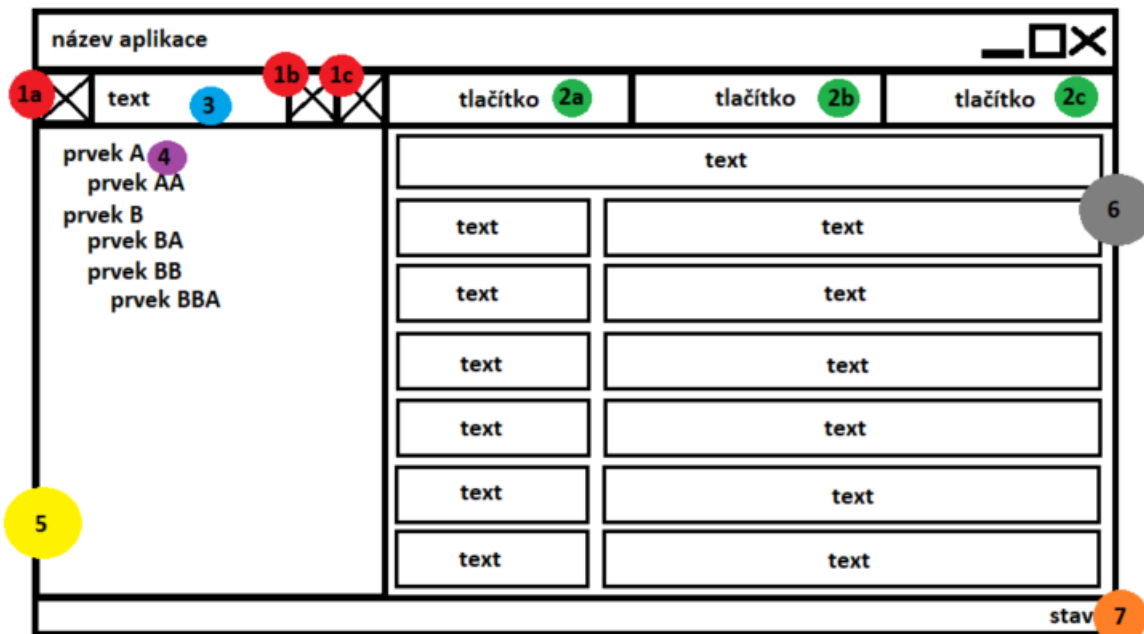 název aplikace
1a text 3 1b 1c tlačítko 2a tlačítko 2b tlačítko 2c
prvek A 4
prvek AA
prvek B
prvek BA
prvek BB
prvek BBA
5
text
6
text text
text text
text text
text text
text text
text text
stav 7